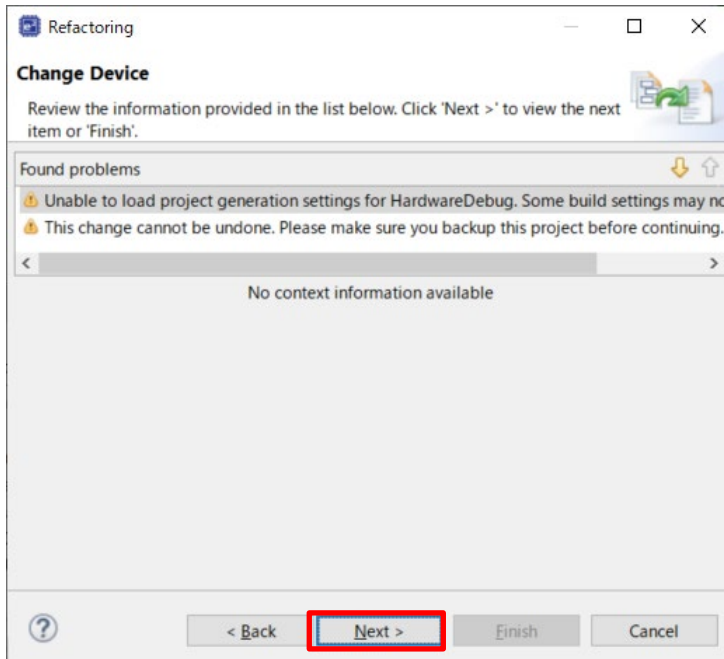 Refactoring
Change Device
Review the information provided in the list below. Click 'Next >' to view the next
item or 'Finish'.
Found problems
Unable to load project generation settings for HardwareDebug. Some build settings may no
This change cannot be undone. Please make sure you backup this project before continuing.
No context information available
< Back
Next >
Finish
Cancel